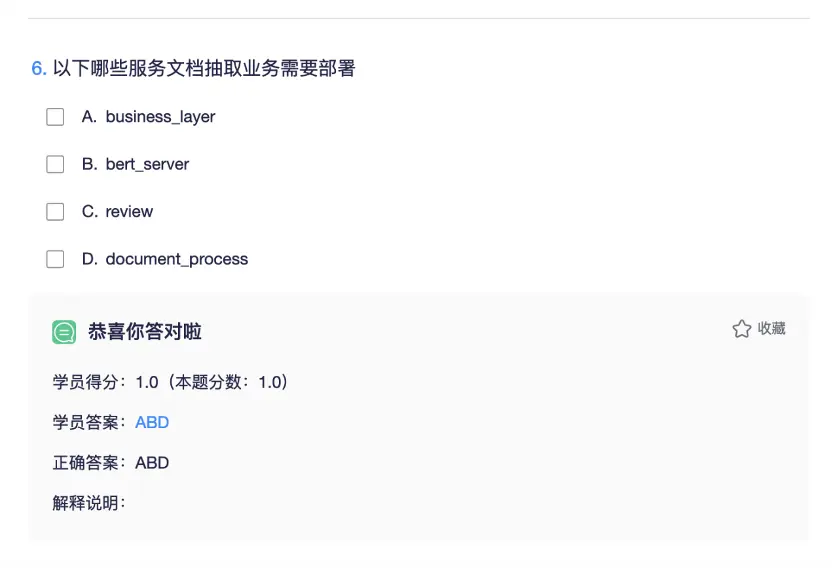 6. 以下哪些服务文档抽取业务需要部署
A. business_layer
B. bert_server
C. review
D. document_process
恭喜你答对啦
收藏
学员得分：1.0（本题分数：1.0）
学员答案：ABD
正确答案：ABD
解释说明：